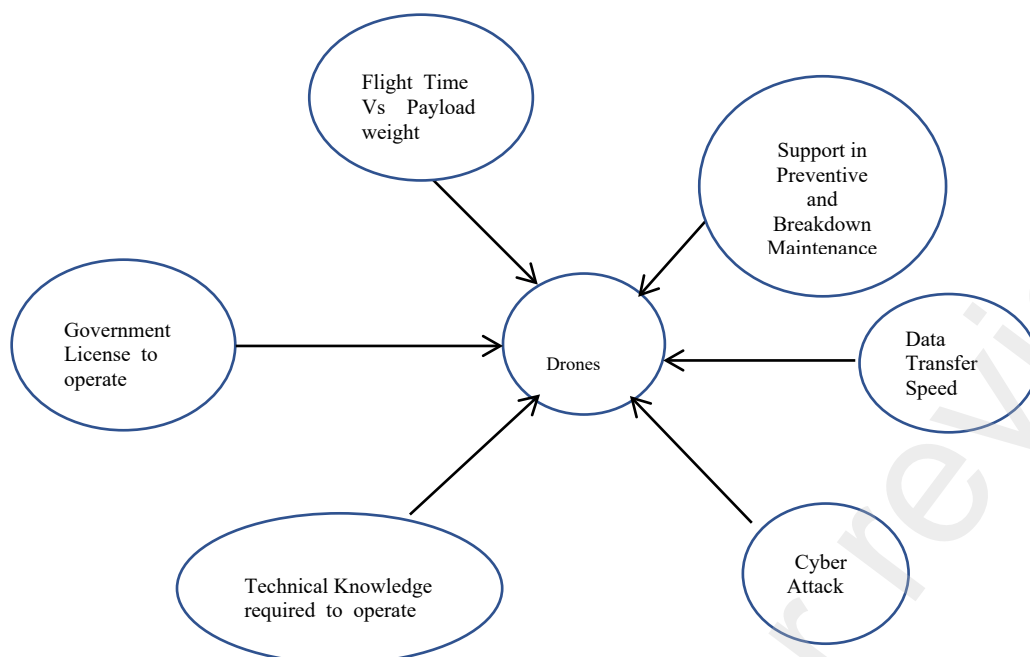 Flight Time
Vs Payload
weight
Support in
Preventive
and
Breakdown
Maintenance
Government
License to
operate
Drones
Data
Transfer
Speed
Technical Knowledge
required to operate
Cyber
Attack